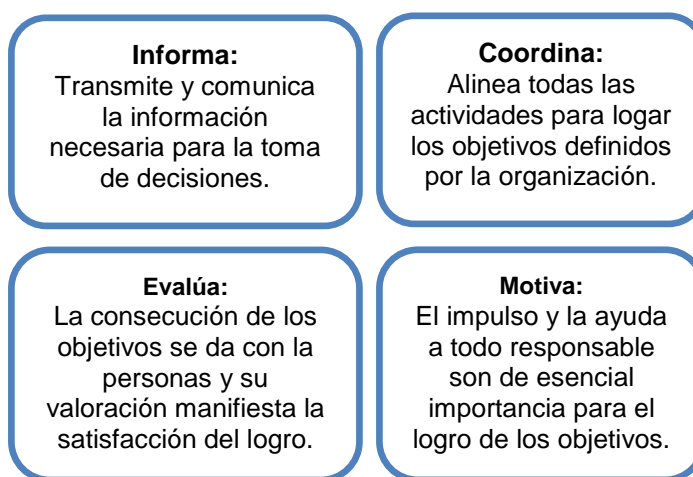 Informa:
Transmite y comunica
la información
necesaria para la toma
de decisiones.
Coordina:
Alinea todas las
actividades para logar
los objetivos definidos
por la organización.
Evalúa:
La consecución de los
objetivos se da con la
personas y su
valoración manifiesta la
satisfacción del logro.
Motiva:
El impulso y la ayuda
a todo responsable
son de esencial
importancia para el
logro de los objetivos.